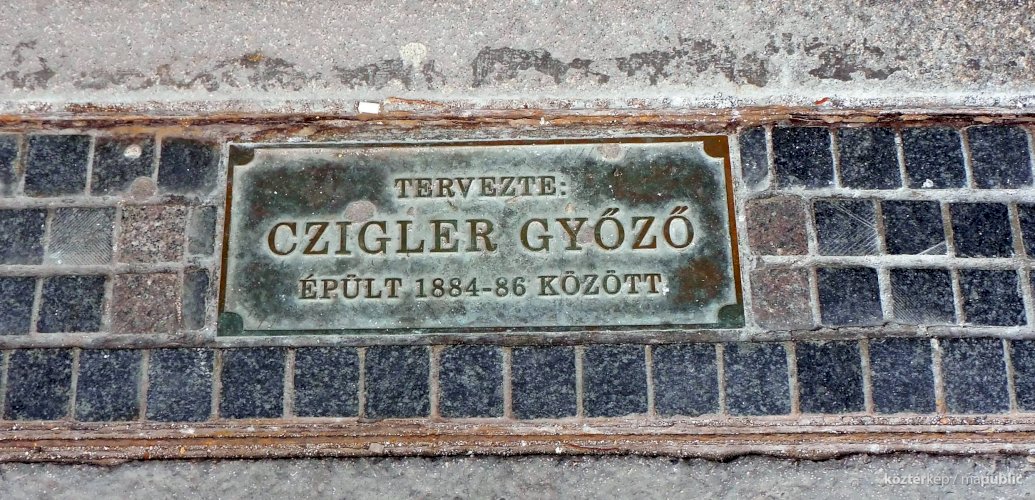 TERVEZTE:
CZIGLER GYŐZŐ
ÉPÜLT 1884-86 KÖZÖTT.
köztérkép / mapublic